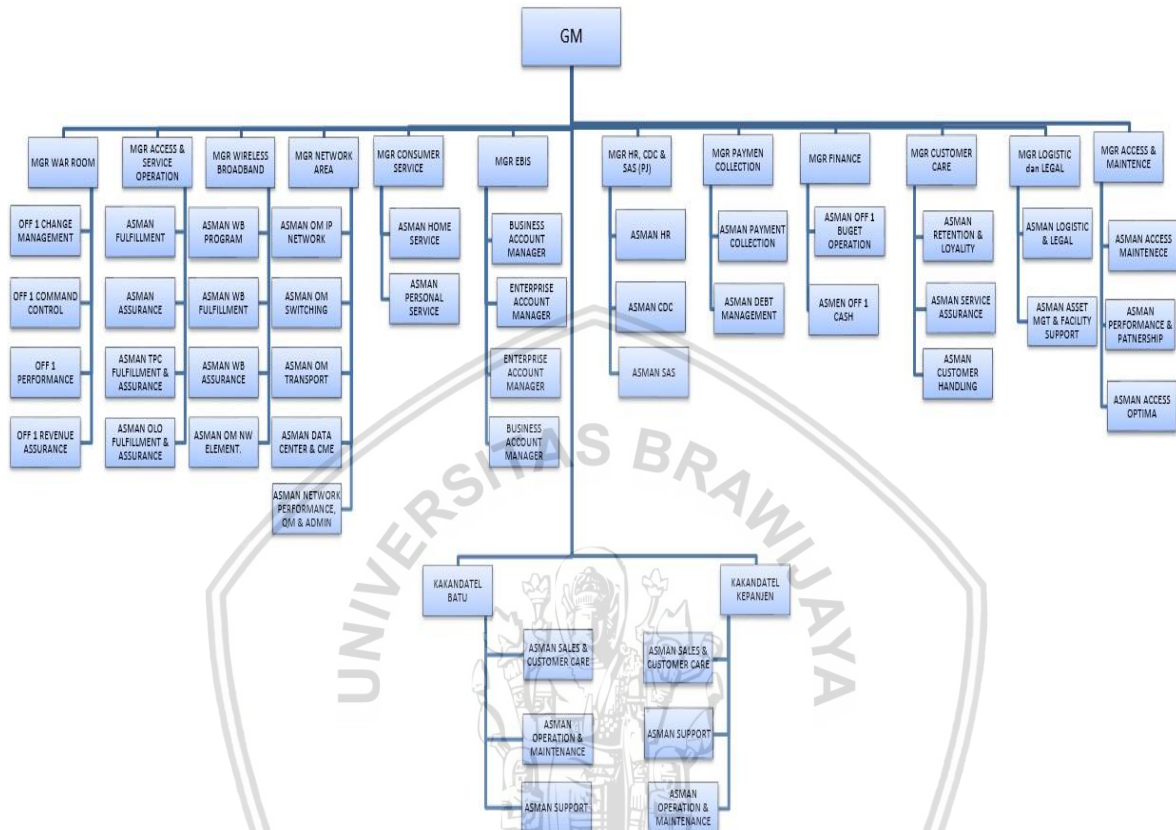 GM
MGR WAR ROOM
OFF 1 CHANGE
MANAGEMENT
OFF 1 COMMAND
CONTROL
OFF 1
PERFORMANCE
OFF 1 REVENUE
ASSURANCE
MGR ACCESS &
SERVICE
OPERATION
ASMAN
FULFILLMENT
ASMAN
ASSURANCE
ASMAN TPC
FULFILLMENT &
ASSURANCE
ASMAN OLO
FULFILLMENT &
ASSURANCE
MGR WIRELESS
BROADBAND
ASMAN WB
PROGRAM
ASMAN WB
FULFILLMENT
ASMAN WB
ASSURANCE
ASMAN OM NW
ELEMENT.
MGR NETWORK
AREA
ASMAN OM IP
NETWORK
ASMAN OM
SWITCHING
ASMAN OM
TRANSPORT
ASMAN DATA
CENTER & CME
ASMAN NETWORK
PERFORMANCE,
QM & ADMIN
MGR CONSUMER
SERVICE
ASMAN HOME
SERVICE
ASMAN
PERSONAL
SERVICE
MGR EBIS
BUSINESS
ACCOUNT
MANAGER
ENTERPRISE
ACCOUNT
MANAGER
ENTERPRISE
ACCOUNT
MANAGER
BUSINESS
ACCOUNT
MANAGER
MGR HR, CDC &
SAS (PJ)
ASMAN HR
ASMAN CDC
ASMAN SAS
MGR PAYMEN
COLLECTION
ASMAN PAYMENT
COLLECTION
ASMAN DEBT
MANAGEMENT
MGR FINANCE
ASMAN OFF 1
BUGET
OPERATION
ASMEN OFF 1
CASH
MGR CUSTOMER
CARE
ASMAN
RETENTION &
LOYALITY
ASMAN SERVICE
ASSURANCE
ASMAN
CUSTOMER
HANDLING
MGR LOGISTIC
dan LEGAL
ASMAN LOGISTIC
& LEGAL
ASMAN ASSET
MGT & FACILITY
SUPPORT
MGR ACCESS &
MAINTENCE
ASMAN ACCESS
MAINTENECE
ASMAN
PERFORMANCE &
PATNERSHIP
ASMAN ACCESS
OPTIMA
KAKANDATEL
BATU
ASMAN SALES &
CUSTOMER CARE
ASMAN
OPERATION &
MAINTENANCE
ASMAN SUPPORT
KAKANDATEL
KEPANJEN
ASMAN SALES &
CUSTOMER CARE
ASMAN SUPPORT
ASMAN
OPERATION &
MAINTENANCE
UNIVERSITAS BRAWIJAYA